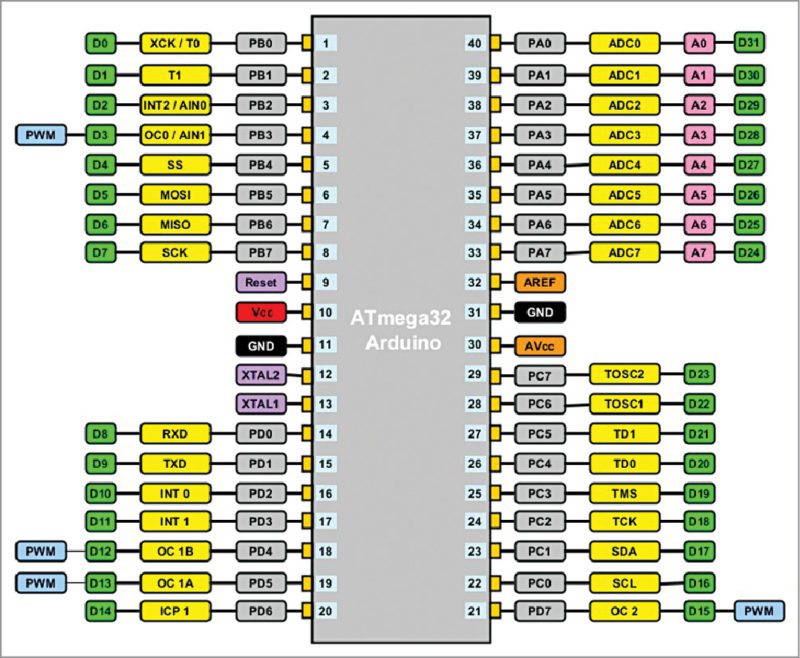 D0 XCK / T0 PB0 1 40 PA0 ADC0 A0 D31
D1 T1 PB1 2 39 PA1 ADC1 A1 D30
D2 INT2 / AIN0 PB2 3 38 PA2 ADC2 A2 D29
PWM D3 OC0 / AIN1 PB3 4 37 PA3 ADC3 A3 D28
D4 SS PB4 5 36 PA4 ADC4 A4 D27
D5 MOSI PB5 6 35 PA5 ADC5 A5 D26
D6 MISO PB6 7 34 PA6 ADC6 A6 D25
D7 SCK PB7 8 33 PA7 ADC7 A7 D24
Reset 9 32 AREF
Vcc 10 31 GND
ATmega32
Arduino
GND 11 30 AVcc
XTAL2 12 29 PC7 TOSC2 D23
XTAL1 13 28 PC6 TOSC1 D22
D8 RXD PD0 14 27 PC5 TD1 D21
D9 TXD PD1 15 26 PC4 TD0 D20
D10 INT 0 PD2 16 25 PC3 TMS D19
D11 INT 1 PD3 17 24 PC2 TCK D18
PWM D12 OC 1B PD4 18 23 PC1 SDA D17
PWM D13 OC 1A PD5 19 22 PC0 SCL D16
D14 ICP 1 PD6 20 21 PD7 OC 2 D15 PWM